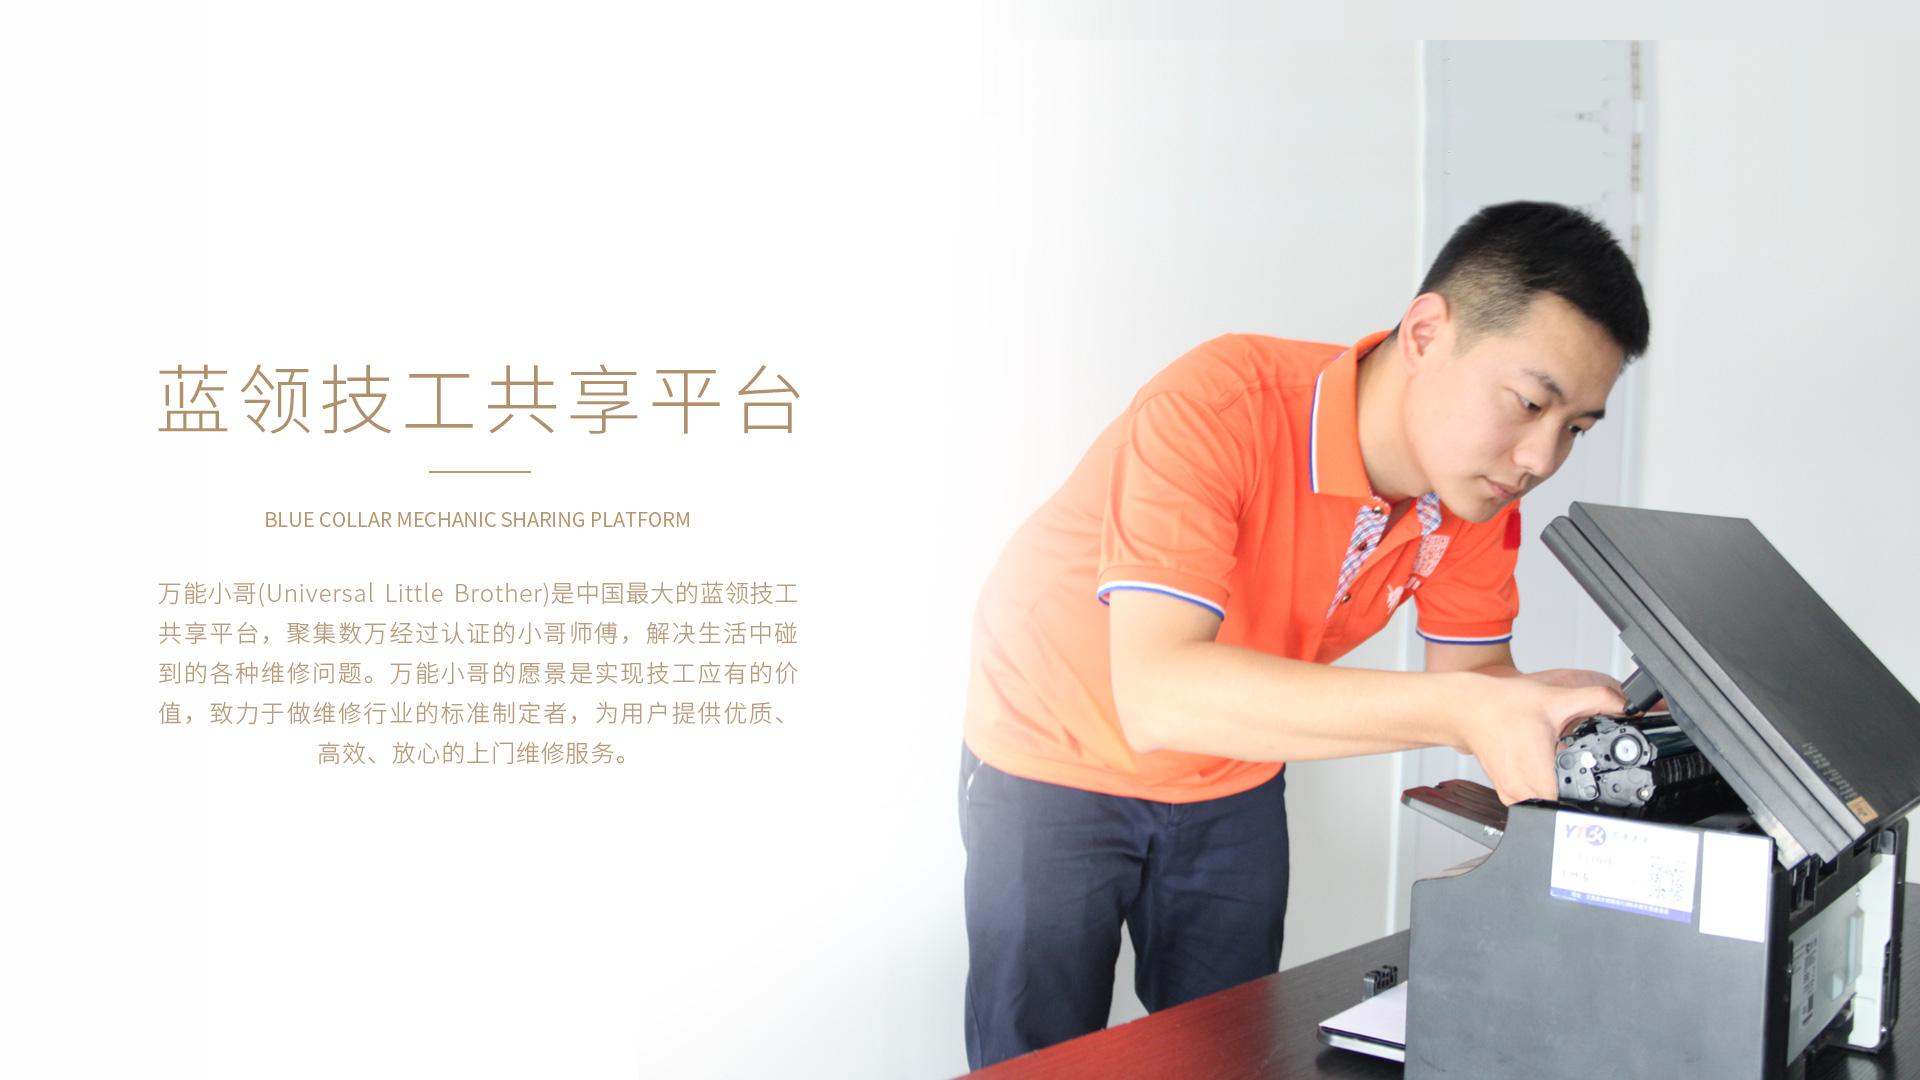 蓝领技工共享平台
BLUE COLLAR MECHANIC SHARING PLATFORM
万能小哥(Universal Little Brother)是中国最大的蓝领技工
共享平台，聚集数万经过认证的小哥师傅，解决生活中碰
到的各种维修问题。万能小哥的愿景是实现技工应有的价
值，致力于做维修行业的标准制定者，为用户提供优质、
高效、放心的上门维修服务。